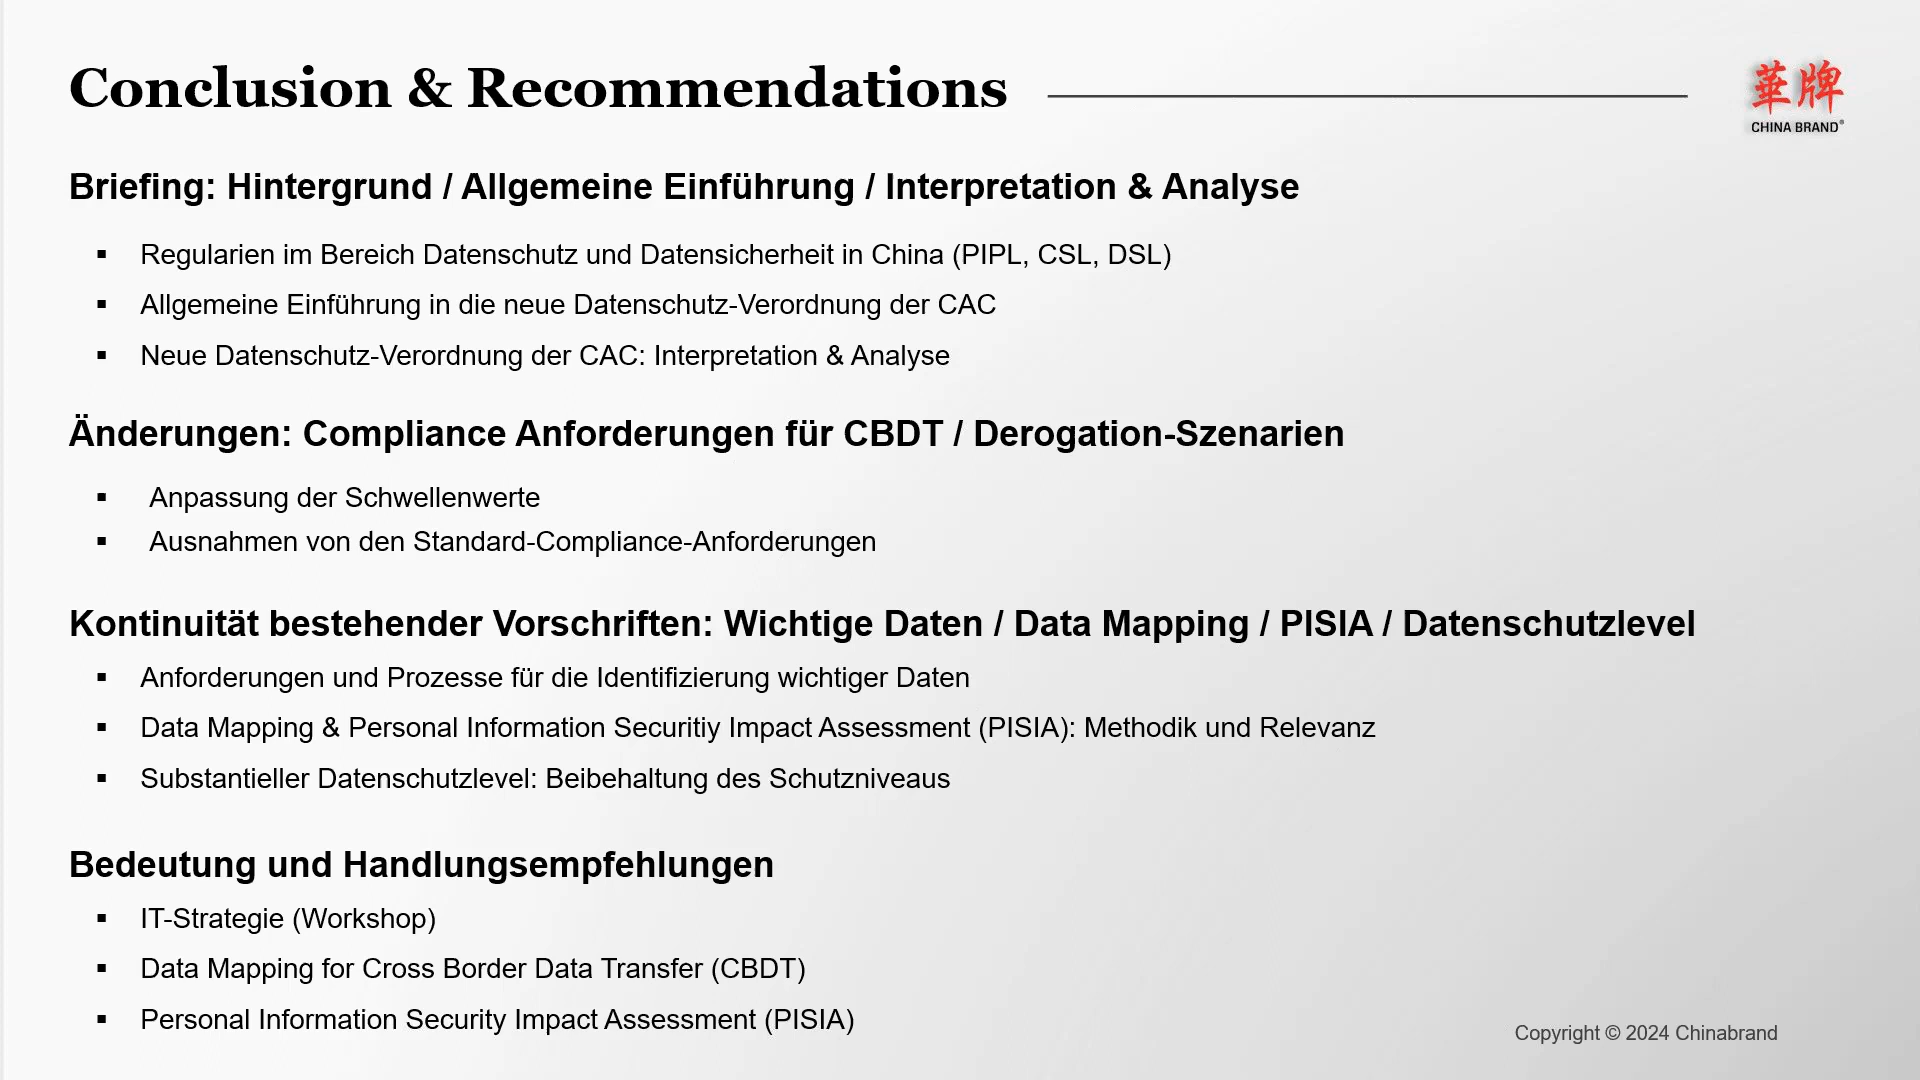 Conclusion & Recommendations
華牌
CHINA BRAND®
Briefing: Hintergrund / Allgemeine Einführung / Interpretation & Analyse
▪ Regularien im Bereich Datenschutz und Datensicherheit in China (PIPL, CSL, DSL)
▪ Allgemeine Einführung in die neue Datenschutz-Verordnung der CAC
▪ Neue Datenschutz-Verordnung der CAC: Interpretation & Analyse
Änderungen: Compliance Anforderungen für CBDT / Derogation-Szenarien
▪ Anpassung der Schwellenwerte
▪ Ausnahmen von den Standard-Compliance-Anforderungen
Kontinuität bestehender Vorschriften: Wichtige Daten / Data Mapping / PISIA / Datenschutzlevel
▪ Anforderungen und Prozesse für die Identifizierung wichtiger Daten
▪ Data Mapping & Personal Information Securitiy Impact Assessment (PISIA): Methodik und Relevanz
▪ Substantieller Datenschutzlevel: Beibehaltung des Schutzniveaus
Bedeutung und Handlungsempfehlungen
▪ IT-Strategie (Workshop)
▪ Data Mapping for Cross Border Data Transfer (CBDT)
▪ Personal Information Security Impact Assessment (PISIA)
Copyright © 2024 Chinabrand